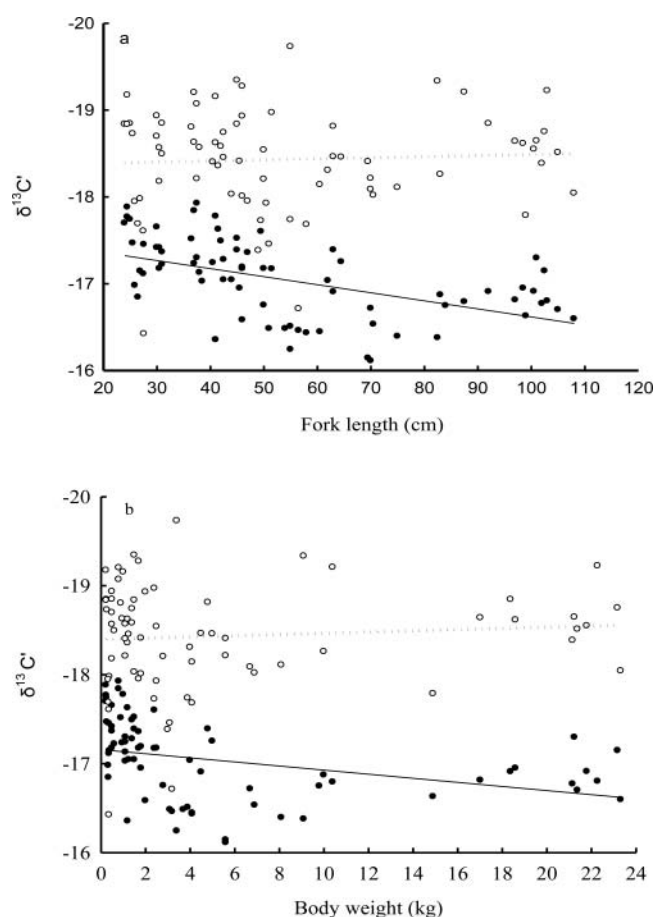 a
-20
-19
-18
-17
-16
δ13C'
20 30 40 50 60 70 80 90 100 110 120
Fork length (cm)
b
-20
-19
-18
-17
-16
δ13C'
0 2 4 6 8 10 12 14 16 18 20 22 24
Body weight (kg)